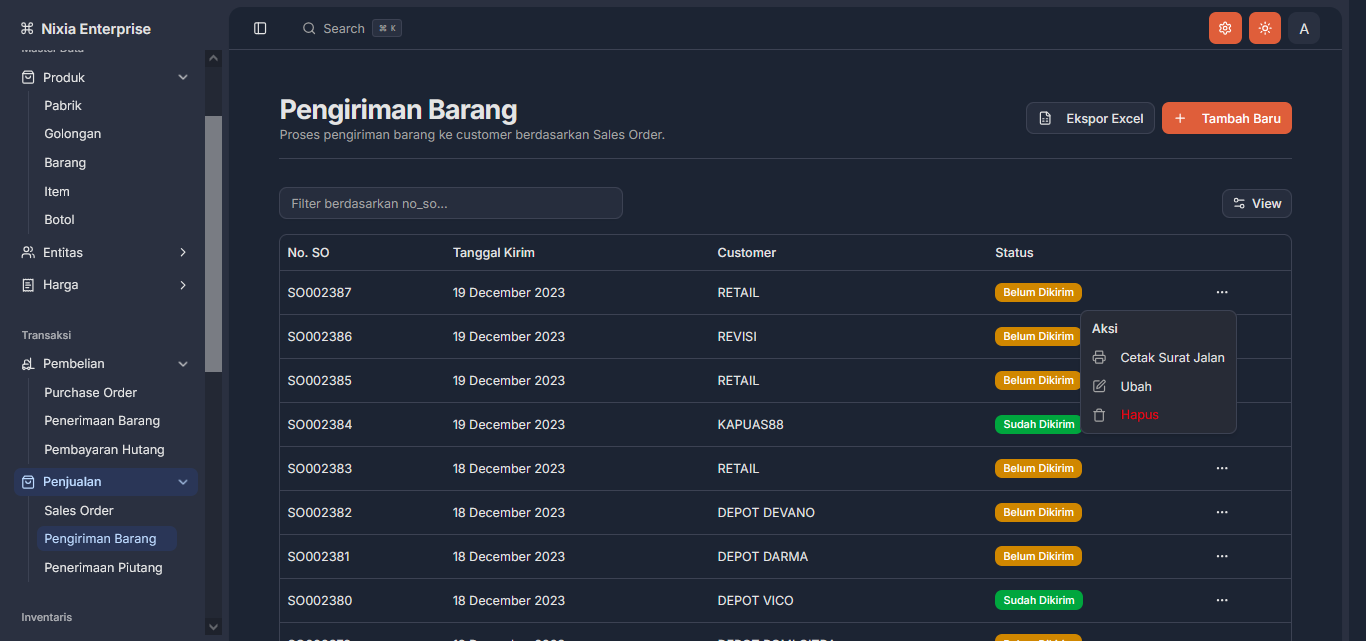 Nixia Enterprise
Search ⌘ K
A
Master Data
Produk
Pabrik
Golongan
Barang
Item
Botol
Entitas
Harga
Transaksi
Pembelian
Purchase Order
Penerimaan Barang
Pembayaran Hutang
Penjualan
Sales Order
Pengiriman Barang
Penerimaan Piutang
Inventaris
Pengiriman Barang
Proses pengiriman barang ke customer berdasarkan Sales Order.
Ekspor Excel
Tambah Baru
Filter berdasarkan no_so...
View
No. SO Tanggal Kirim Customer Status
SO002387 19 December 2023 RETAIL Belum Dikirim
SO002386 19 December 2023 REVISI Belum Dikirim
SO002385 19 December 2023 RETAIL Belum Dikirim
SO002384 19 December 2023 KAPUAS88 Sudah Dikirim
SO002383 18 December 2023 RETAIL Belum Dikirim
SO002382 18 December 2023 DEPOT DEVANO Belum Dikirim
SO002381 18 December 2023 DEPOT DARMA Belum Dikirim
SO002380 18 December 2023 DEPOT VICO Sudah Dikirim
Aksi
Cetak Surat Jalan
Ubah
Hapus